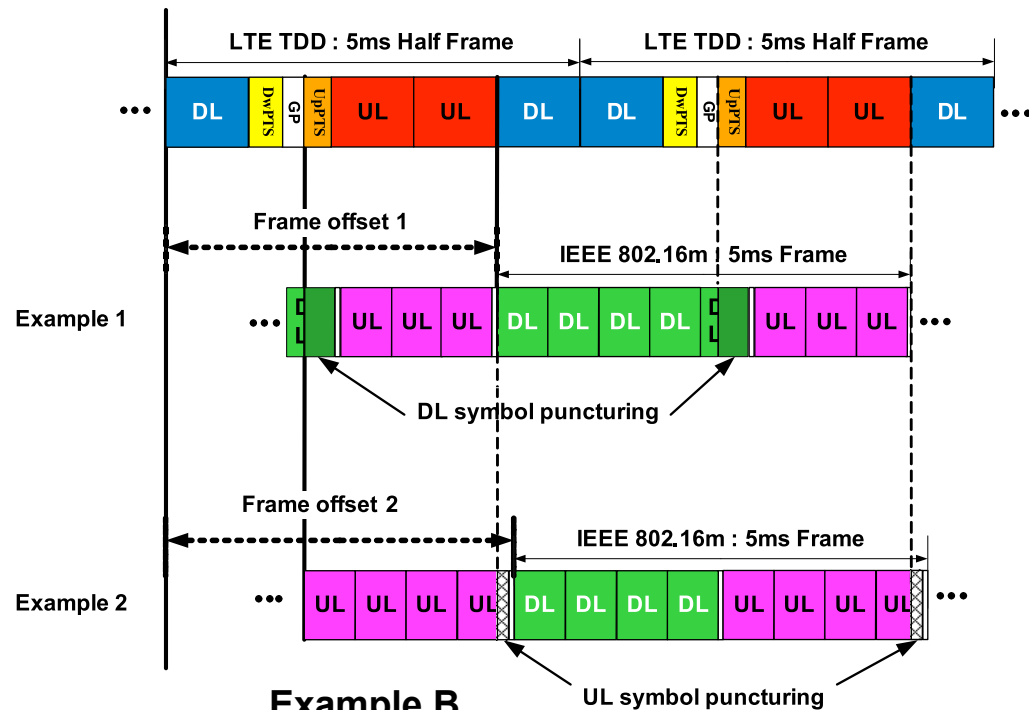 LTE TDD : 5ms Half Frame LTE TDD : 5ms Half Frame
••• DL DwPTS GP UpPTS UL UL DL DL DwPTS GP UpPTS UL UL DL •••
Frame offset 1
IEEE 802.16m : 5ms Frame
Example 1 ••• DL UL UL UL DL DL DL DL DL UL UL UL •••
DL symbol puncturing
Frame offset 2
IEEE 802.16m : 5ms Frame
Example 2 ••• UL UL UL UL DL DL DL DL UL UL UL UL •••
Example B
UL symbol puncturing